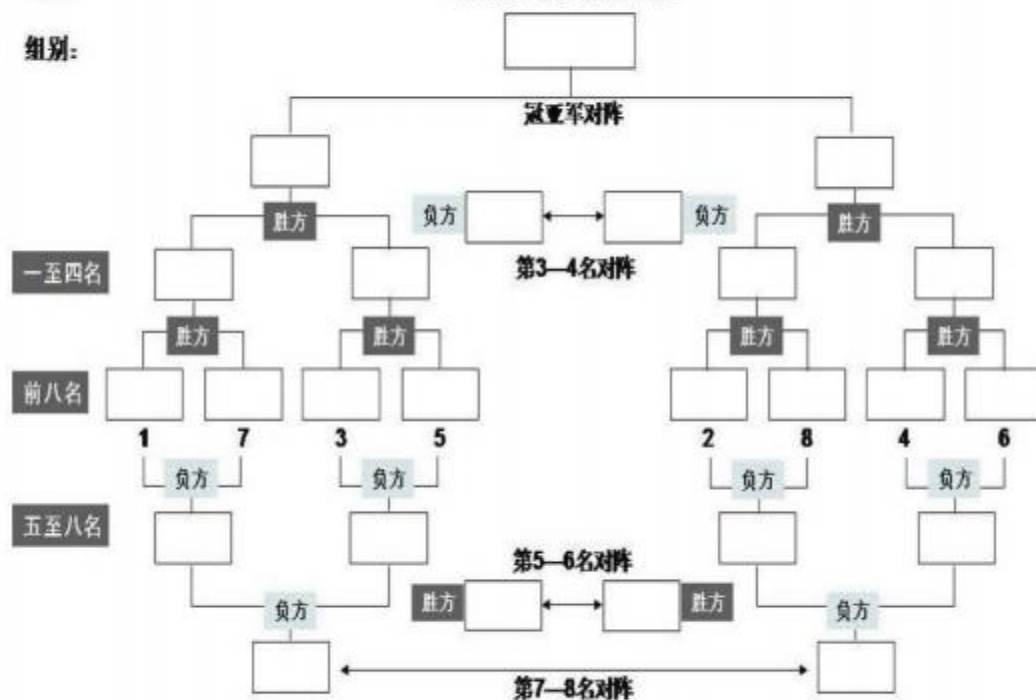 组别:
冠亚军对阵
胜方
负方
负方
胜方
第3—4名对阵
一至四名
胜方
胜方
胜方
胜方
前八名
1 7 3 5 2 8 4 6
负方
负方
负方
负方
五至八名
第5—6名对阵
负方
胜方
胜方
负方
第7—8名对阵